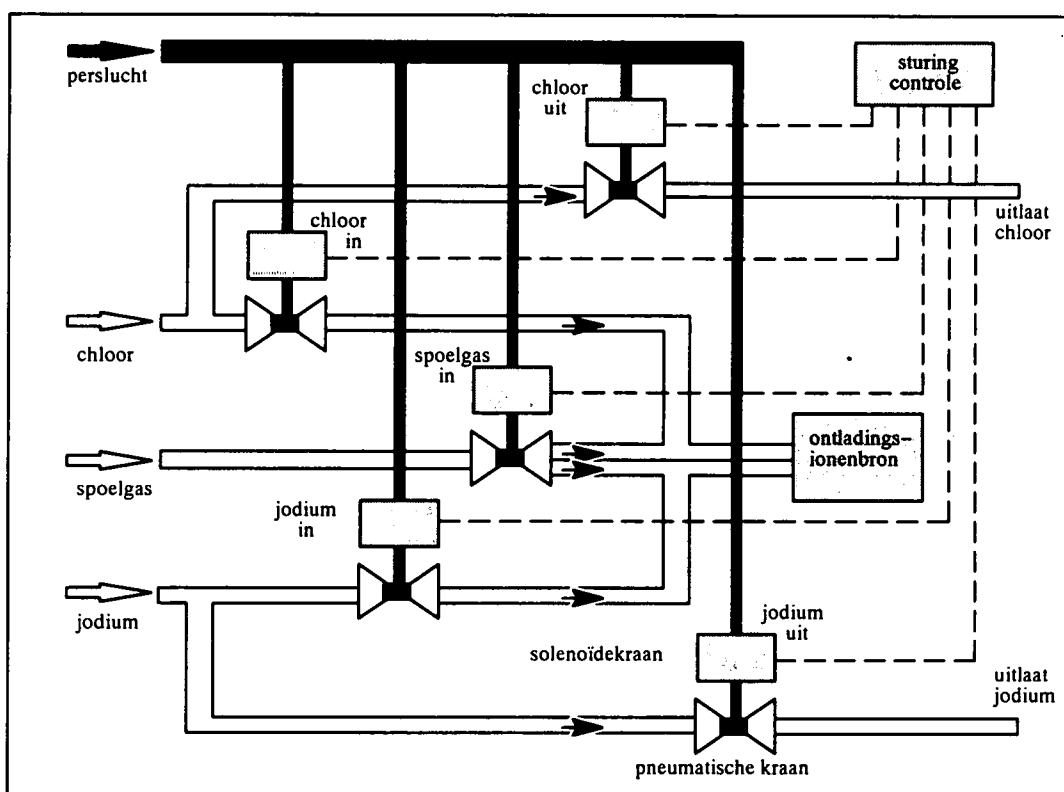 perslucht
chloor
uit
sturing
controle
uitlaat
chloor
chloor
in
chloor
spoelgas
in
ontladings-
ionenbron
spoelgas
jodium
in
jodium
jodium
uit
solenoïdekraan
uitlaat
jodium
pneumatische kraan